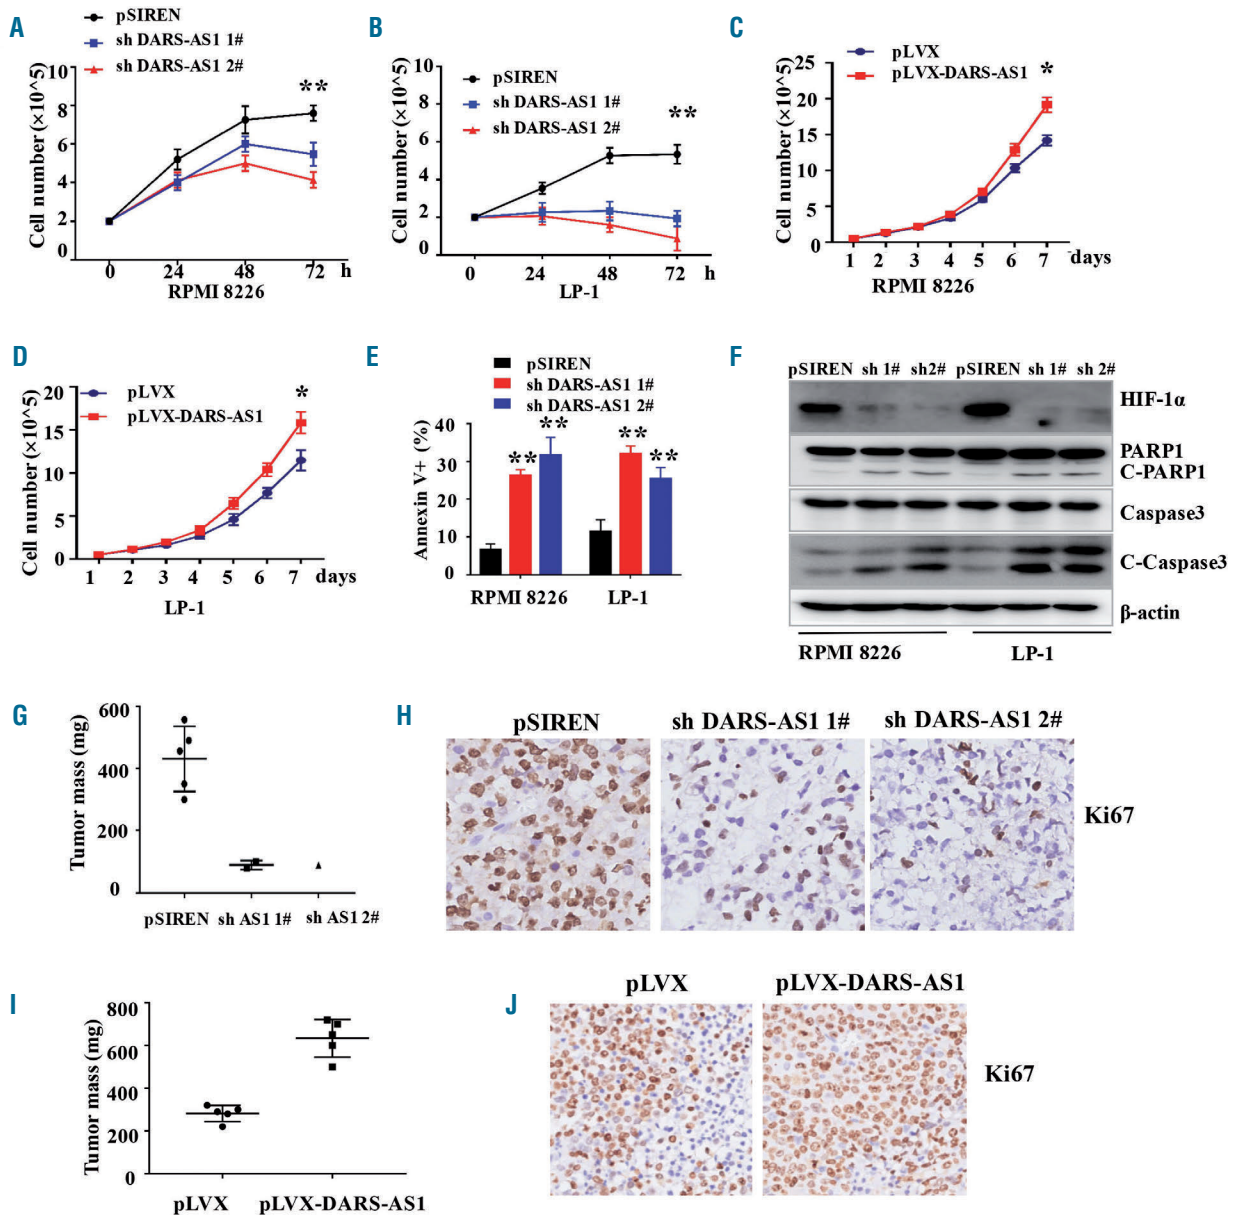 A
pSIREN
sh DARS-AS1 1#
sh DARS-AS1 2#
Cell number (×10^5)
10
8
6
4
2
0
**
0 24 48 72 h
RPMI 8226
B
pSIREN
sh DARS-AS1 1#
sh DARS-AS1 2#
Cell number (×10^5)
10
8
6
4
2
0
**
0 24 48 72 h
LP-1
C
pLVX
pLVX-DARS-AS1
Cell number (×10^5)
25
20
15
10
5
0
*
1 2 3 4 5 6 7 days
RPMI 8226
D
pLVX
pLVX-DARS-AS1
Cell number (×10^5)
20
15
10
5
0
*
1 2 3 4 5 6 7 days
LP-1
E
pSIREN
sh DARS-AS1 1#
sh DARS-AS1 2#
Annexin V+ (%)
40
30
20
10
0
** ** ** **
RPMI 8226 LP-1
F
pSIREN sh 1# sh2# pSIREN sh 1# sh 2#
HIF-1α
PARP1
C-PARP1
Caspase3
C-Caspase3
β-actin
RPMI 8226 LP-1
G
Tumor mass (mg)
600
400
200
0
pSIREN sh AS1 1# sh AS1 2#
H
pSIREN sh DARS-AS1 1# sh DARS-AS1 2#
Ki67
I
Tumor mass (mg)
800
600
400
200
0
pLVX pLVX-DARS-AS1
J
pLVX pLVX-DARS-AS1
Ki67